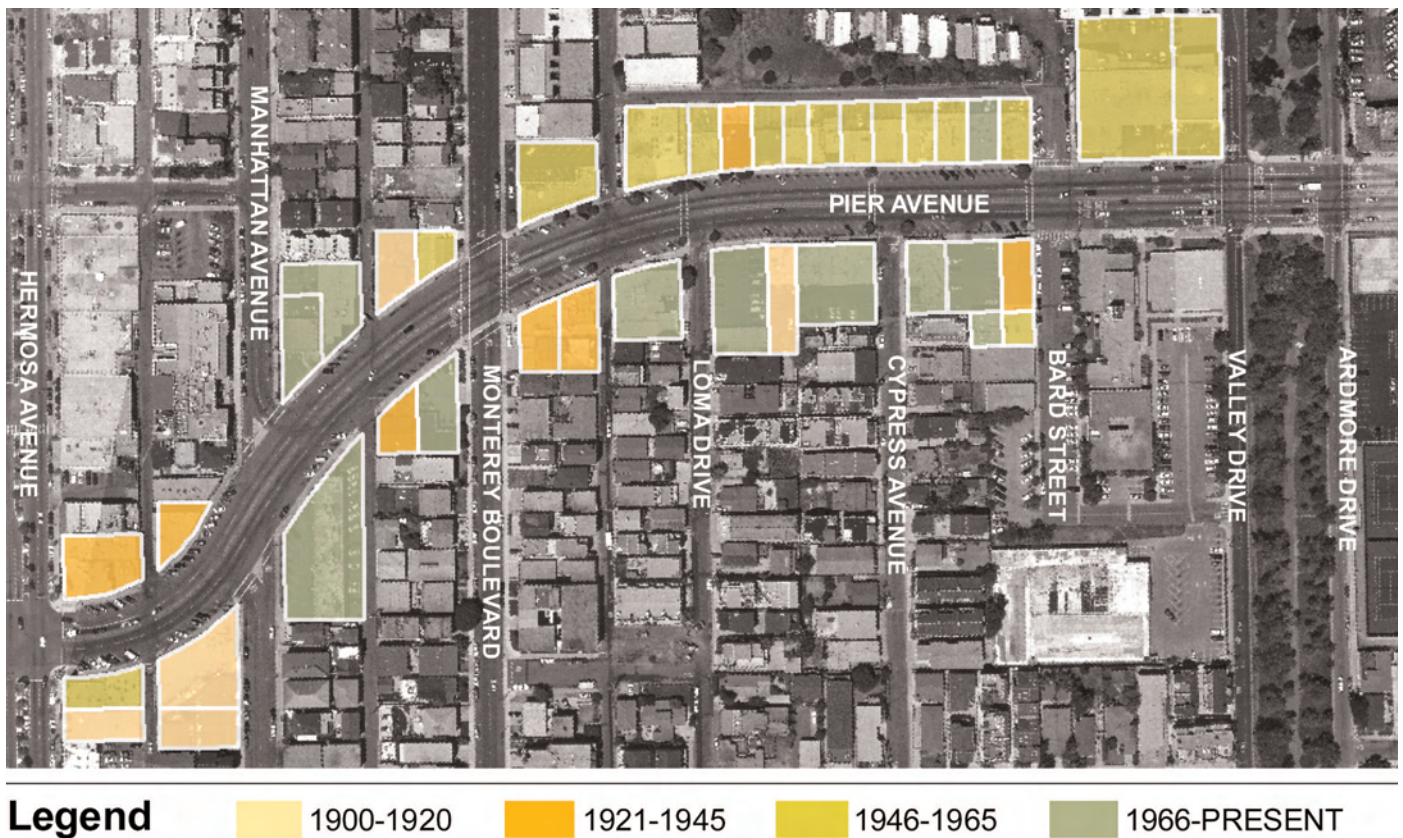 PIER AVENUE
HERMOSA AVENUE
MANHATTAN AVENUE
MONTEREY BOULEVARD
LOMA DRIVE
CYPRESS AVENUE
BARD STREET
VALLEY DRIVE
ARDMORE DRIVE
Legend
1900-1920
1921-1945
1946-1965
1966-PRESENT